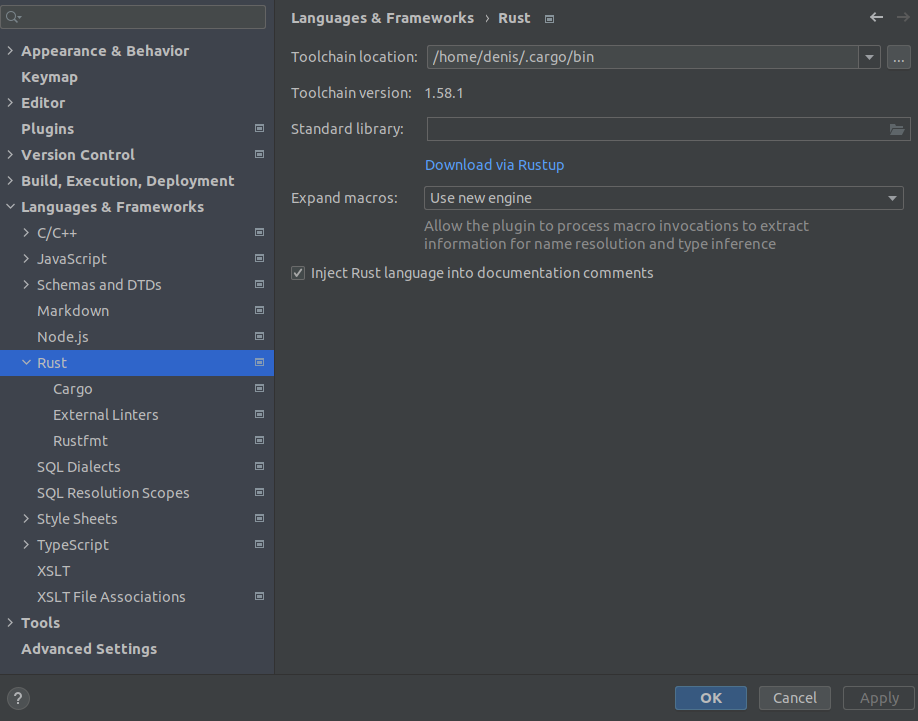 Appearance & Behavior
Keymap
Editor
Plugins
Version Control
Build, Execution, Deployment
Languages & Frameworks
C/C++
JavaScript
Schemas and DTDs
Markdown
Node.js
Rust
Cargo
External Linters
Rustfmt
SQL Dialects
SQL Resolution Scopes
Style Sheets
TypeScript
XSLT
XSLT File Associations
Tools
Advanced Settings
?
Languages & Frameworks › Rust
Toolchain location: /home/denis/.cargo/bin ...
Toolchain version: 1.58.1
Standard library:
Download via Rustup
Expand macros: Use new engine
Allow the plugin to process macro invocations to extract
information for name resolution and type inference
Inject Rust language into documentation comments
OK Cancel Apply